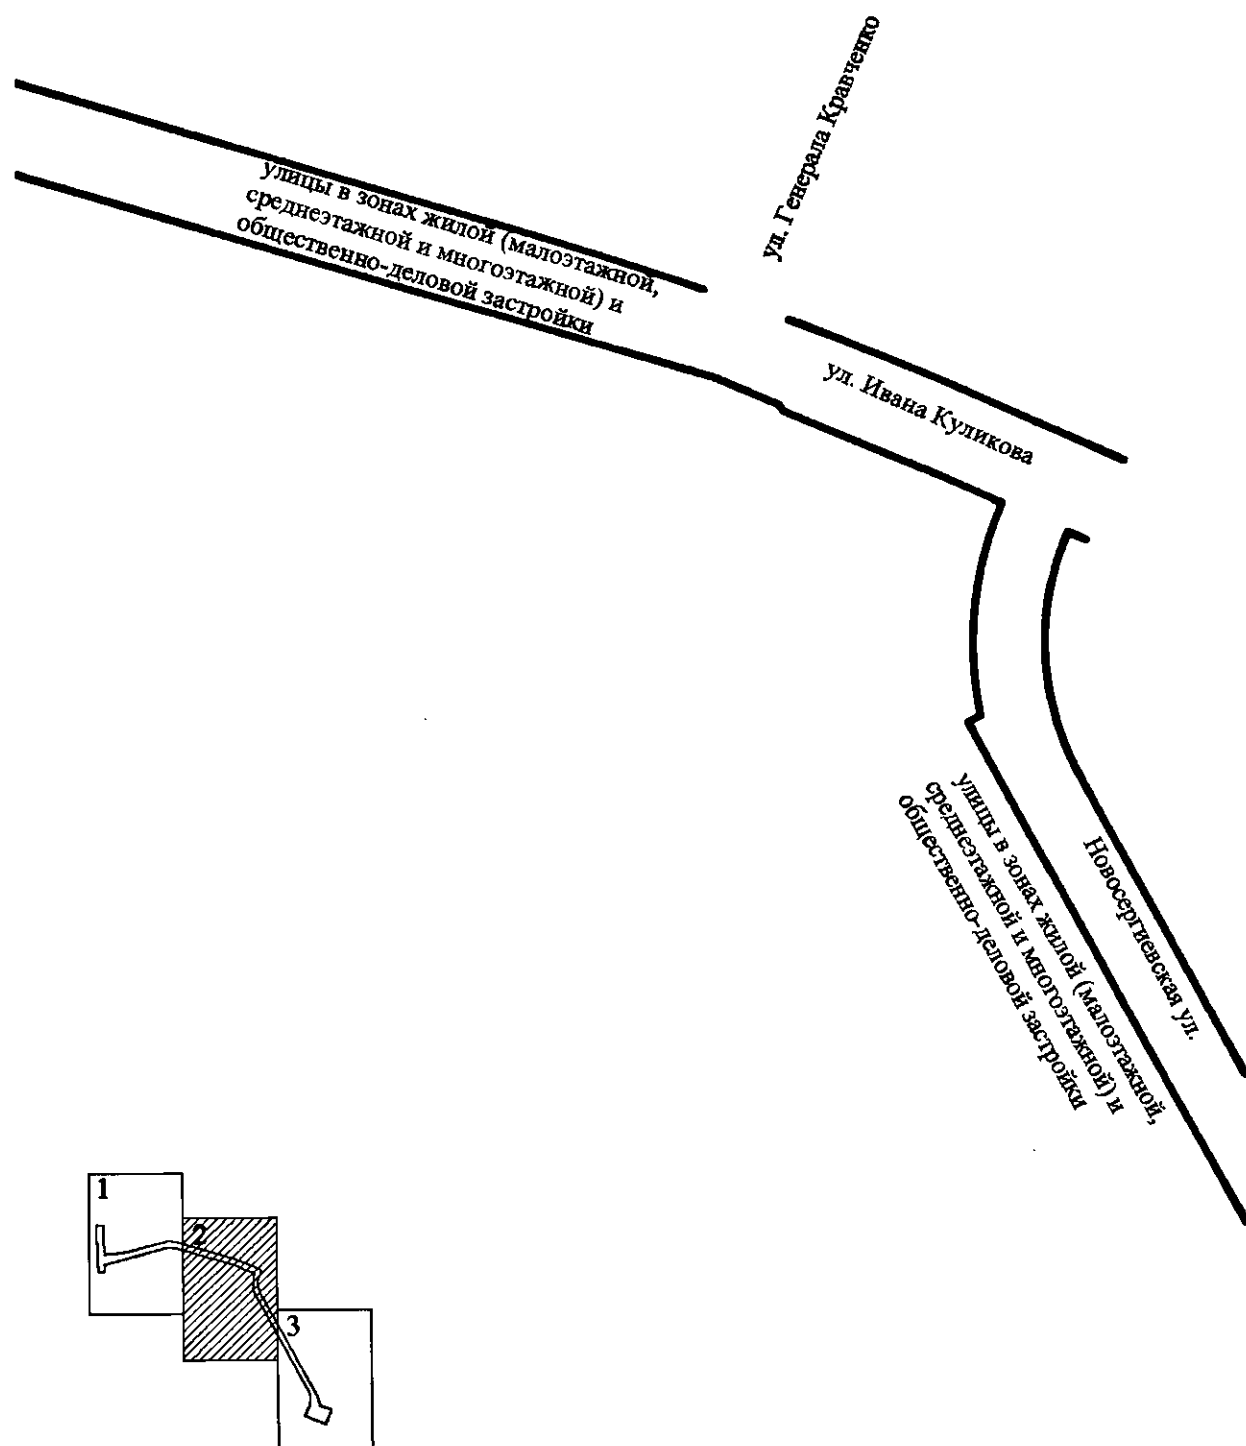 ул. Генерала Кравченко
улицы в зонах жилой (малоэтажной,
среднеэтажной и многоэтажной) и
общественно-деловой застройки
ул. Ивана Куликова
улицы в зонах жилой (малоэтажной,
среднеэтажной и многоэтажной) и
общественно-деловой застройки
Новосергиевская ул.
1
2
3